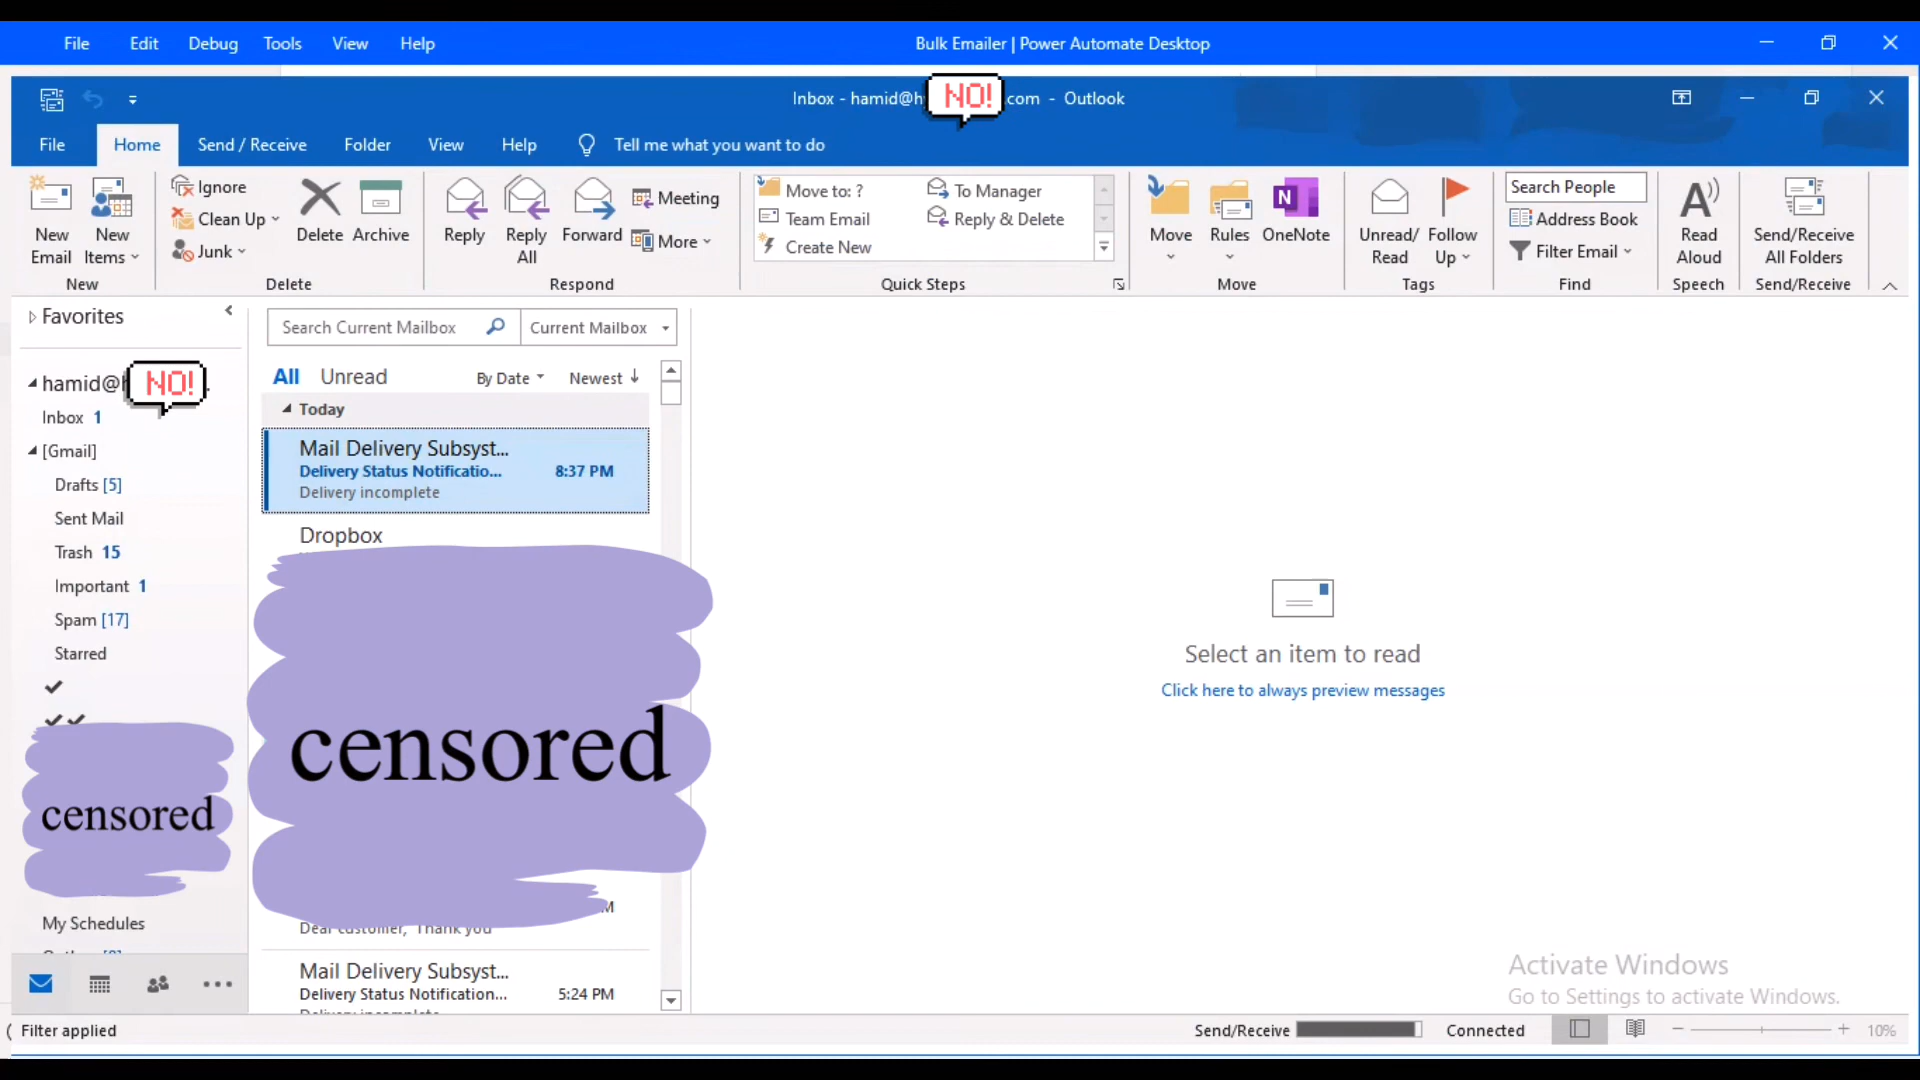 File Edit Debug Tools View Help
Bulk Emailer | Power Automate Desktop
Inbox - hamid@h
NO!
com - Outlook
File Home Send / Receive Folder View Help Tell me what you want to do
New Email
New Items
New
Ignore
Clean Up
Junk
Delete
Archive
Delete
Reply
Reply All
Forward
Meeting
More
Respond
Move to: ?
Team Email
Create New
To Manager
Reply & Delete
Quick Steps
Move
Rules
OneNote
Move
Unread/ Read
Follow Up
Tags
Search People
Address Book
Filter Email
Find
Read Aloud
Speech
Send/Receive All Folders
Send/Receive
Favorites
hamid@
NO!
Inbox 1
[Gmail]
Drafts [5]
Sent Mail
Trash 15
Important 1
Spam [17]
Starred
censored
My Schedules
Search Current Mailbox
Current Mailbox
All Unread By Date Newest
Today
Mail Delivery Subsyst...
Delivery Status Notificatio... 8:37 PM
Delivery incomplete
Dropbox
censored
Dear customer, Thank you
Mail Delivery Subsyst...
Delivery Status Notification... 5:24 PM
Delivery incomplete
Select an item to read
Click here to always preview messages
Activate Windows
Go to Settings to activate Windows.
Filter applied
Send/Receive
Connected
10%